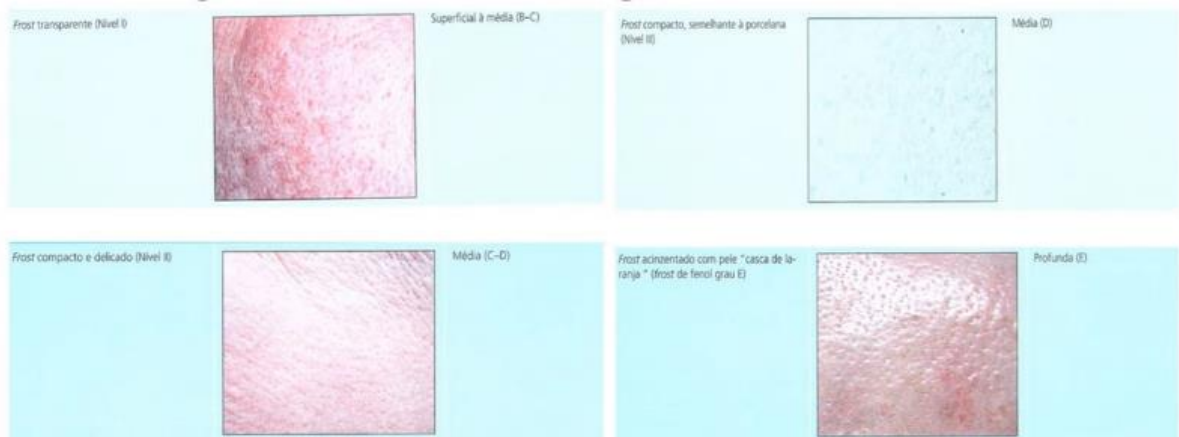 Frost transparente (Nível I)
Superficial à média (B–C)
Frost compacto, semelhante à porcelana
(Nível III)
Média (D)
Frost compacto e delicado (Nível II)
Média (C–D)
Frost acinzentado com pele "casca de la-
ranja " (frost de fenol grau E)
Profunda (E)